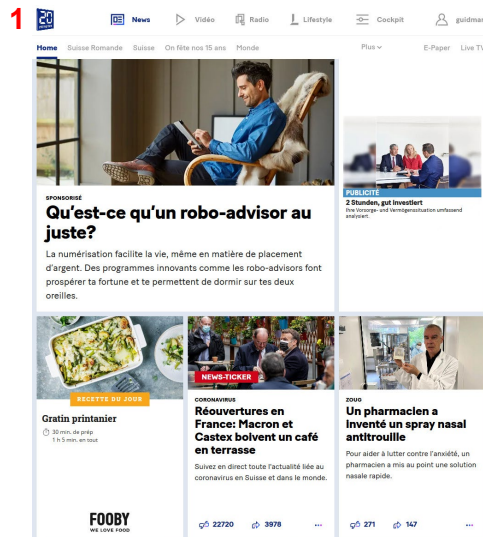 1
20
News Vidéo Radio Lifestyle Cockpit guidmar
Home Suisse Romande Suisse On fête nos 15 ans Monde Plus E-Paper Live TV
SPONSORISÉ
Qu'est-ce qu'un robo-advisor au
juste?
La numérisation facilite la vie, même en matière de placement
d'argent. Des programmes innovants comme les robo-advisors font
prospérer ta fortune et te permettent de dormir sur tes deux
oreilles.
PUBLICITÉ
2 Stunden, gut investiert
Ihre Vorsorge- und Vermögenssituation umfassend
analysiert.
RECETTE DU JOUR
Gratin printanier
30 min. de prép
1 h 5 min. en tout
FOOBY
WE LOVE FOOD
NEWS-TICKER
CORONAVIRUS
Réouvertures en
France: Macron et
Castex boivent un café
en terrasse
Suivez en direct toute l'actualité liée au
coronavirus en Suisse et dans le monde.
22720 3978 ...
ZOUG
Un pharmacien a
inventé un spray nasal
antitrouille
Pour aider à lutter contre l'anxiété, un
pharmacien a mis au point une solution
nasale rapide.
271 147 ...